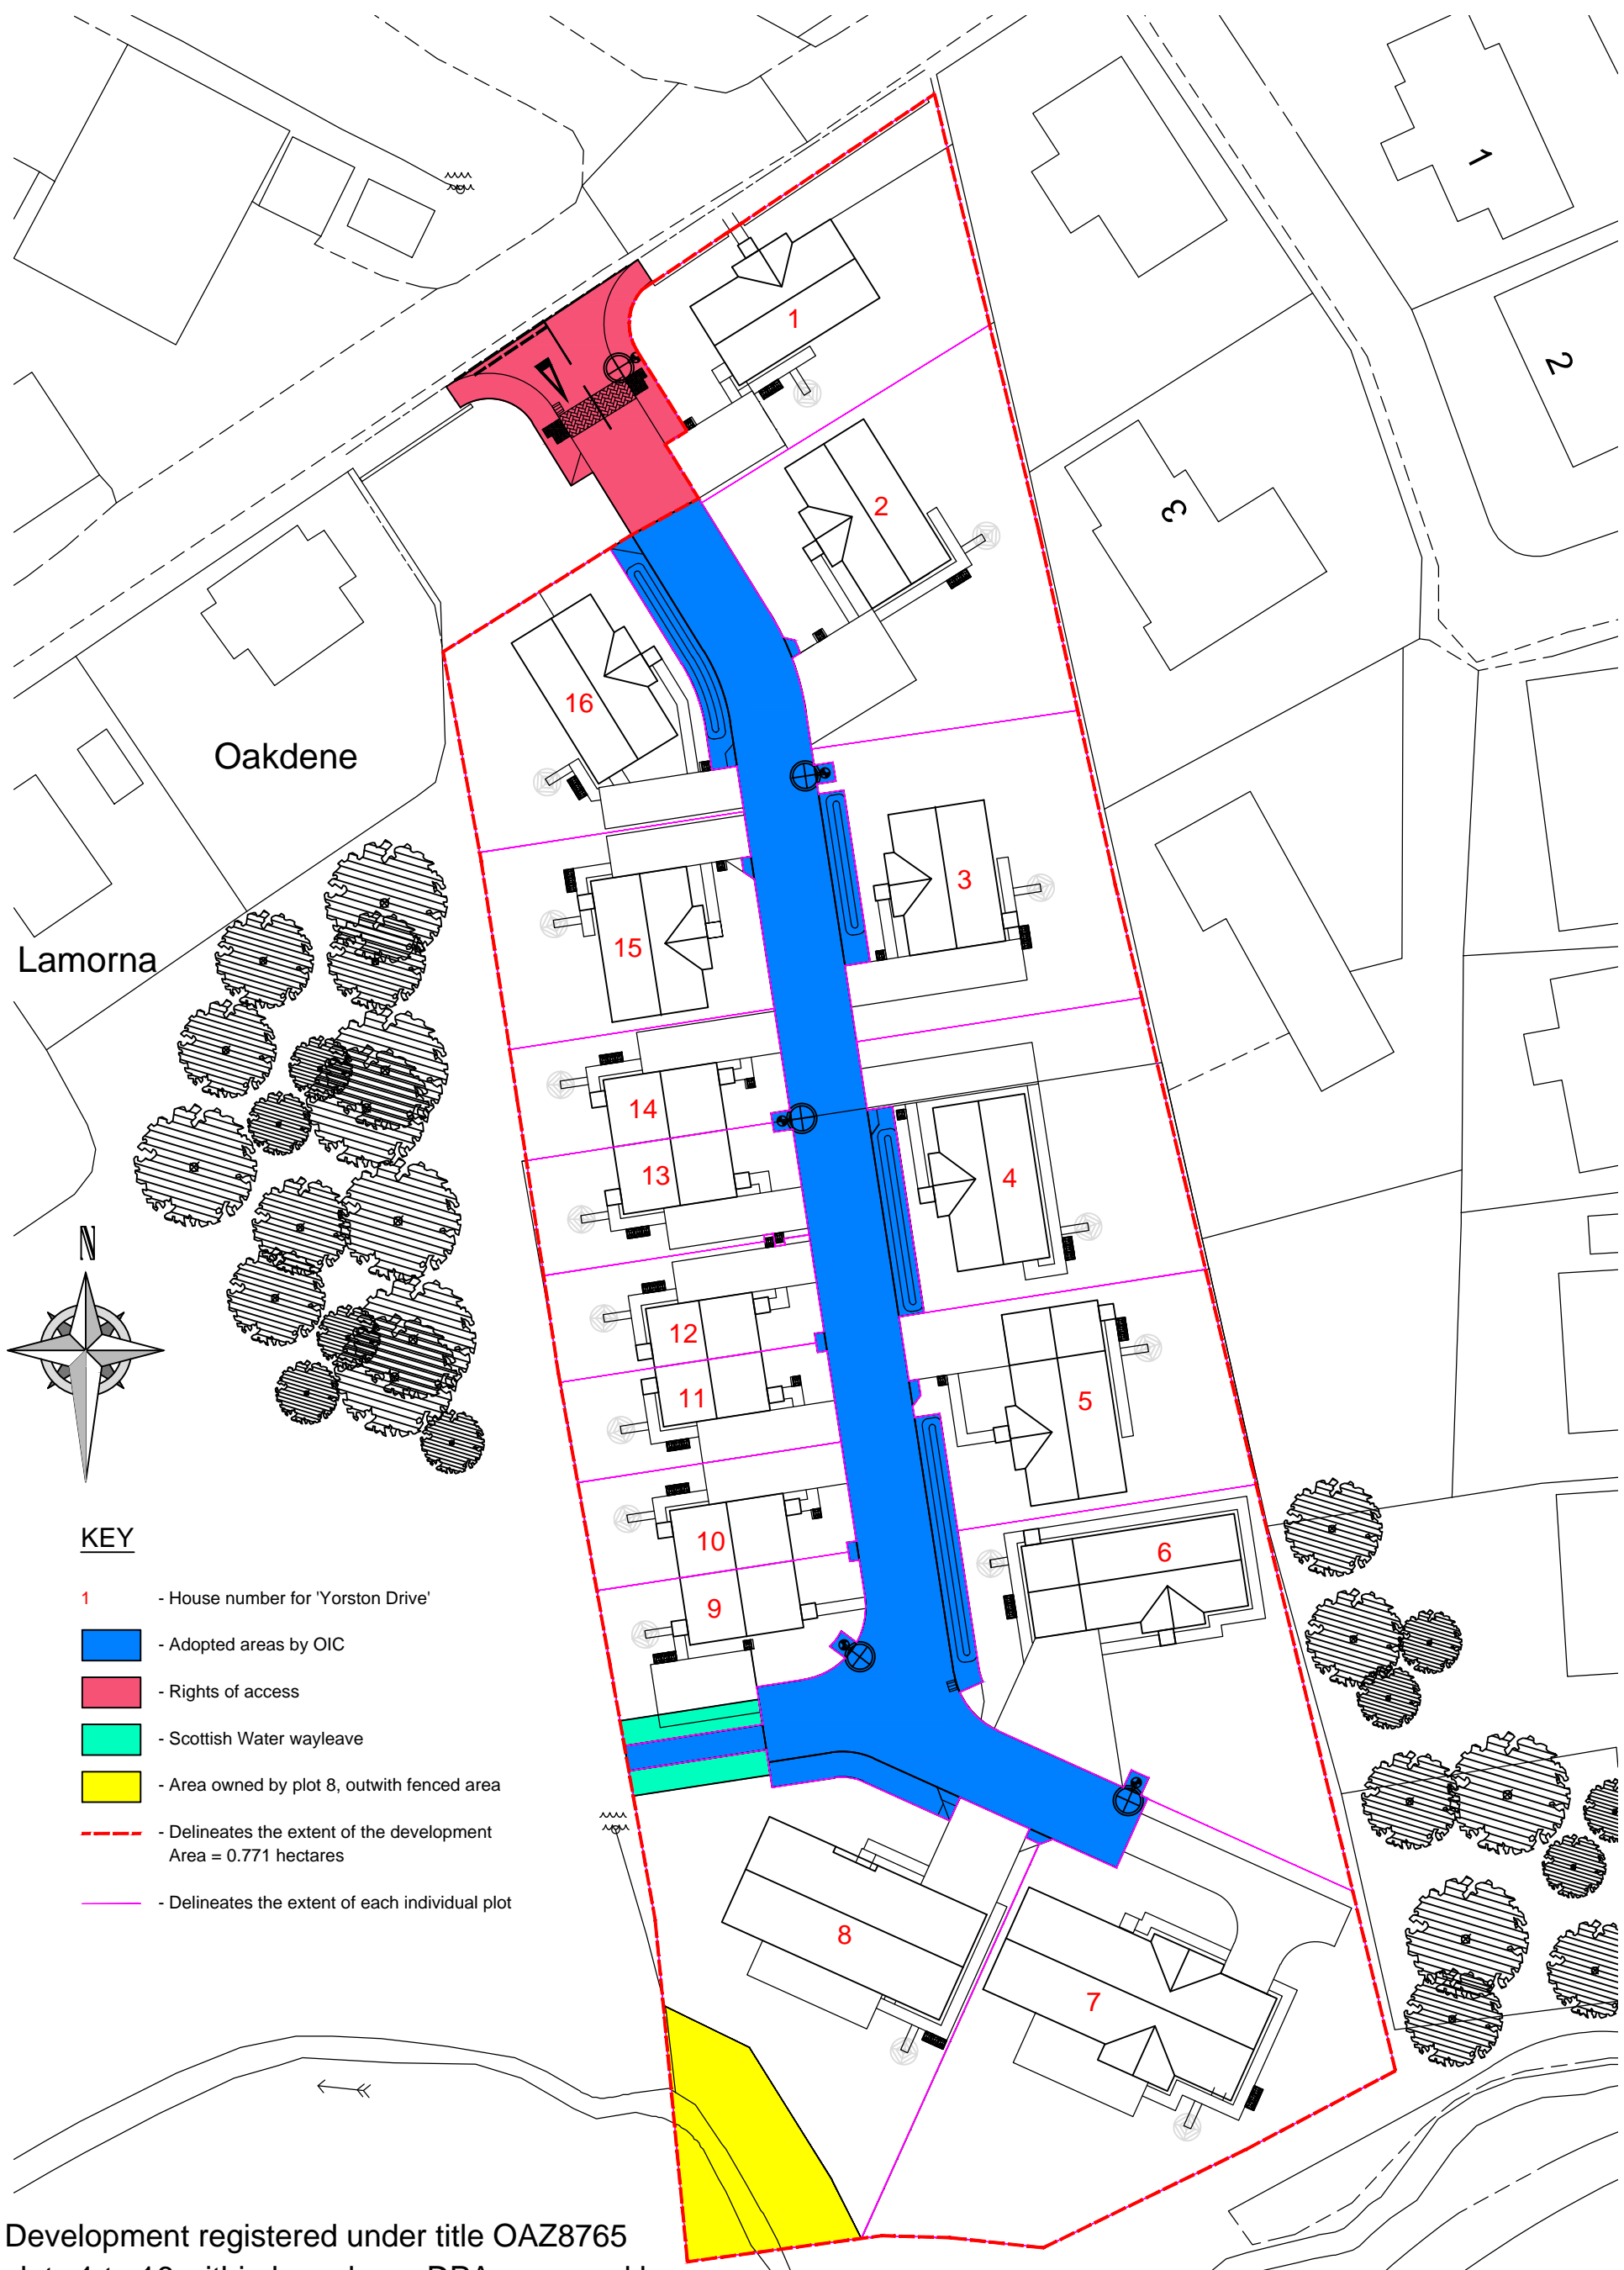 1
2
3
1
2
16
Oakdene
3
15
Lamorna
14
13
4
N
12
11
5
10
6
9
8
7
KEY
1 - House number for 'Yorston Drive'
- Adopted areas by OIC
- Rights of access
- Scottish Water wayleave
- Area owned by plot 8, outwith fenced area
- Delineates the extent of the development
Area = 0.771 hectares
- Delineates the extent of each individual plot
Development registered under title OAZ8765